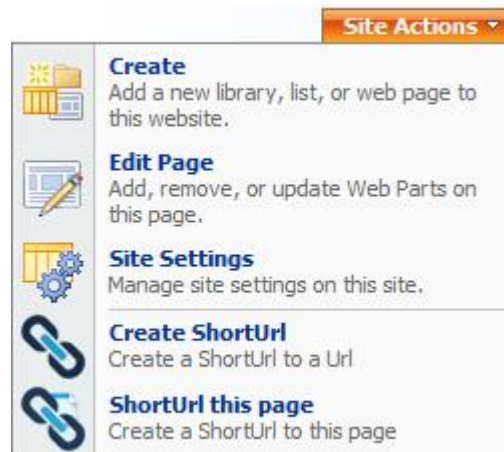 Site Actions
Create
Add a new library, list, or web page to
this website.
Edit Page
Add, remove, or update Web Parts on
this page.
Site Settings
Manage site settings on this site.
Create ShortUrl
Create a ShortUrl to a Url
ShortUrl this page
Create a ShortUrl to this page